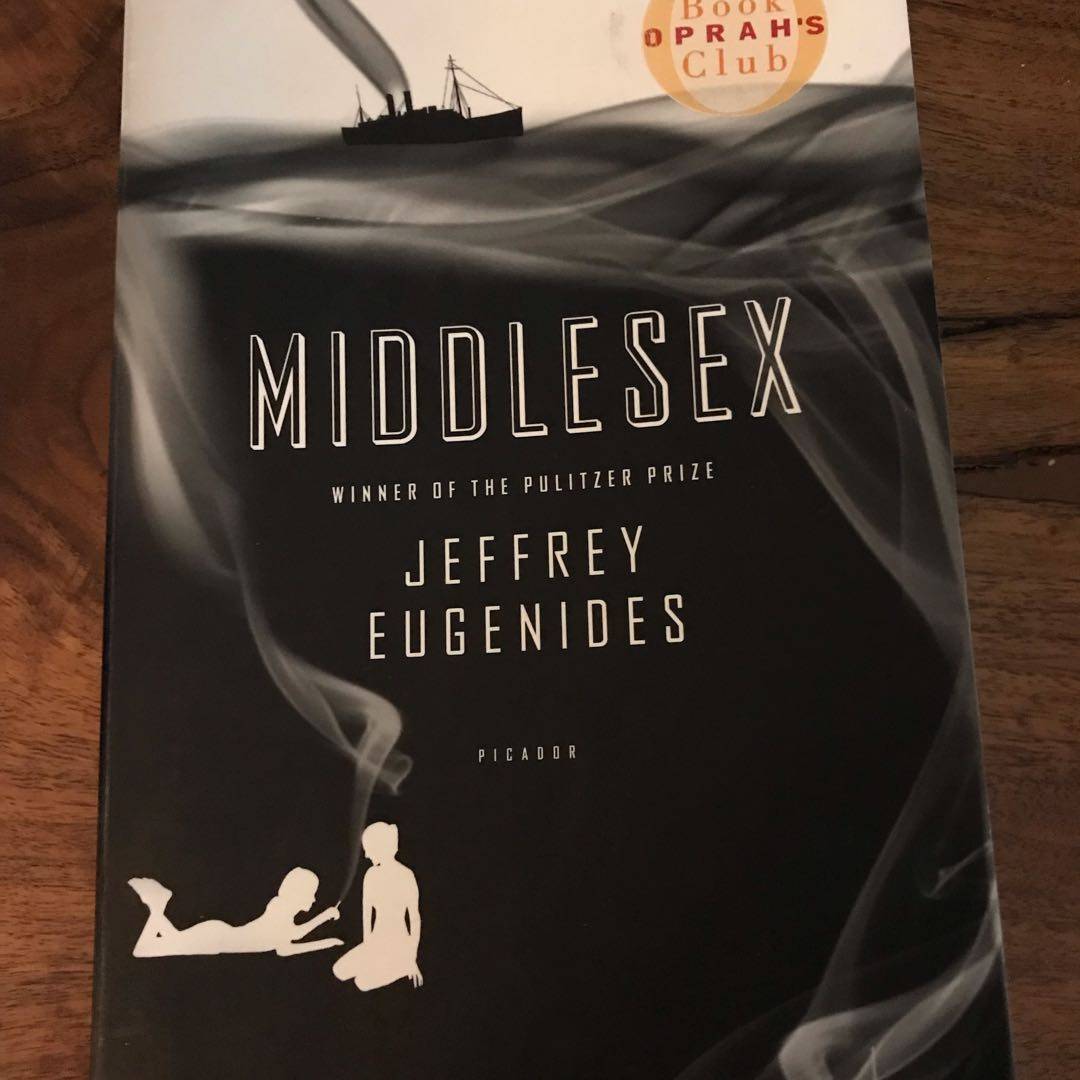 Book
OPRAH'S
Club
MIDDLESEX
WINNER OF THE PULITZER PRIZE
JEFFREY
EUGENIDES
PICADOR